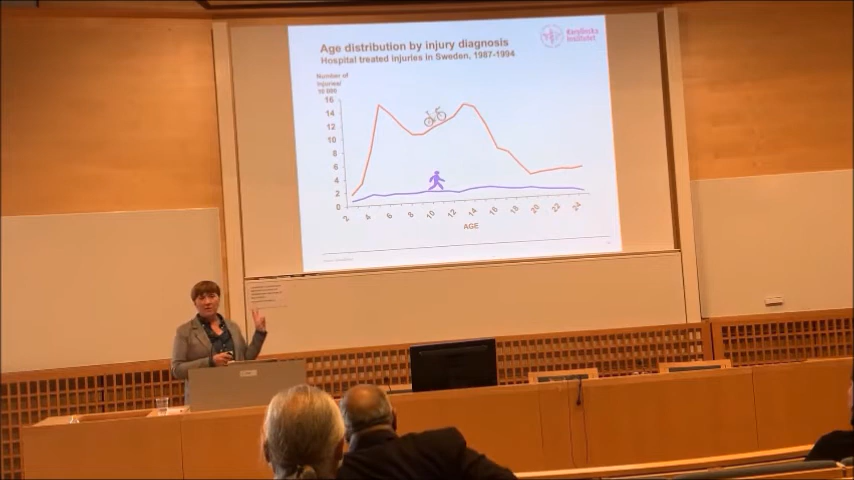 Age distribution by injury diagnosis
Hospital treated injuries in Sweden, 1987-1994
Karolinska
Institutet
Number of
injuries/
10 000
16
14
12
10
8
6
4
2
0
2 4 6 8 10 12 14 16 18 20 22 24
AGE